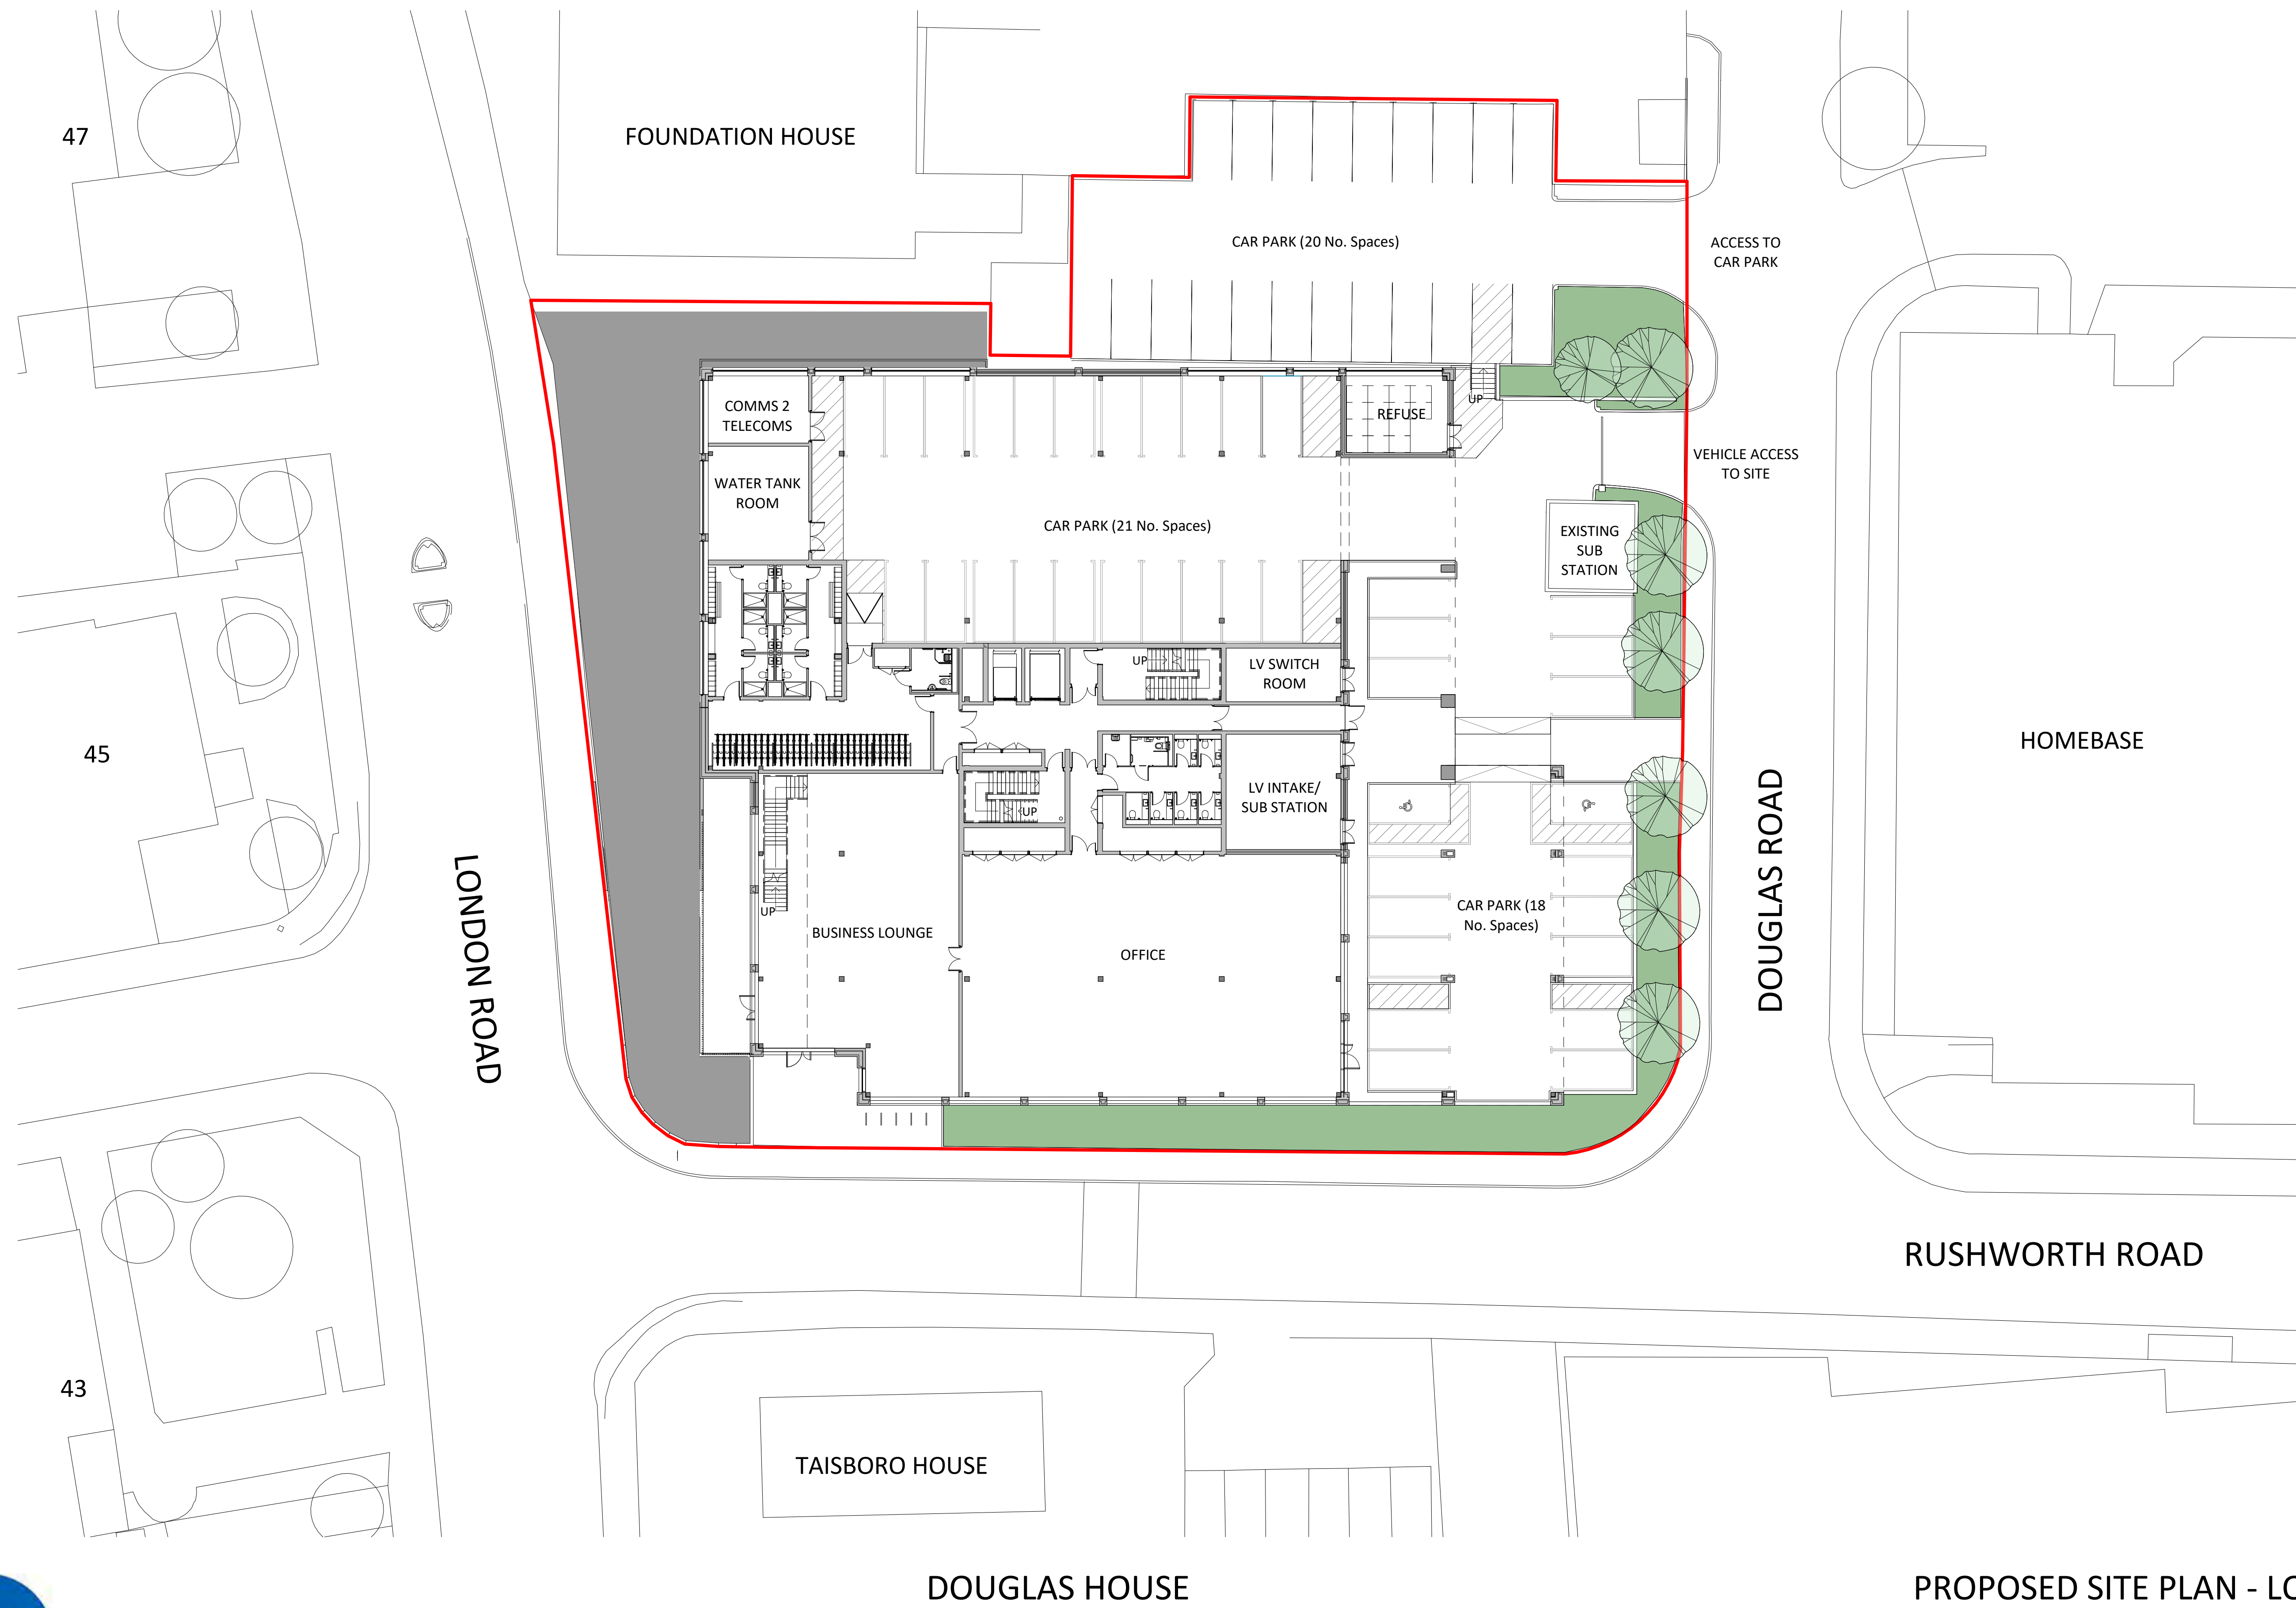 47
FOUNDATION HOUSE
CAR PARK (20 No. Spaces)
ACCESS TO
CAR PARK
COMMS 2
TELECOMS
REFUSE
UP
VEHICLE ACCESS
TO SITE
WATER TANK
ROOM
CAR PARK (21 No. Spaces)
EXISTING
SUB
STATION
UP
LV SWITCH
ROOM
45
HOMEBASE
LV INTAKE/
SUB STATION
UP
LONDON ROAD
DOUGLAS ROAD
UP
BUSINESS LOUNGE
OFFICE
CAR PARK (18
No. Spaces)
RUSHWORTH ROAD
43
TAISBORO HOUSE
DOUGLAS HOUSE
PROPOSED SITE PLAN - LO